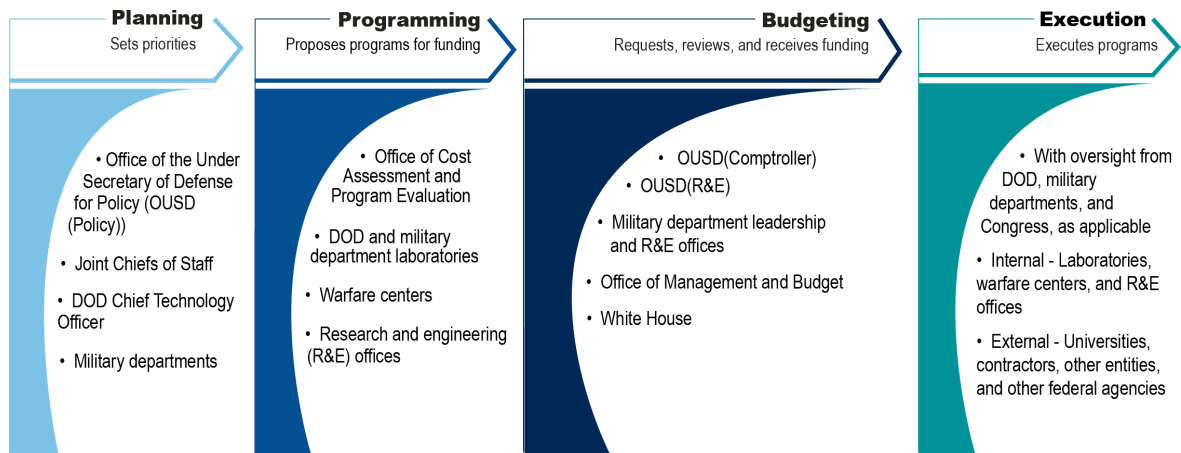 Planning
Sets priorities
• Office of the Under
Secretary of Defense
for Policy (OUSD
(Policy))
• Joint Chiefs of Staff
• DOD Chief Technology
Officer
• Military departments
Programming
Proposes programs for funding
• Office of Cost
Assessment and
Program Evaluation
• DOD and military
department laboratories
• Warfare centers
• Research and engineering
(R&E) offices
Budgeting
Requests, reviews, and receives funding
• OUSD(Comptroller)
• OUSD(R&E)
• Military department leadership
and R&E offices
• Office of Management and Budget
• White House
Execution
Executes programs
• With oversight from
DOD, military
departments, and
Congress, as applicable
• Internal - Laboratories,
warfare centers, and R&E
offices
• External - Universities,
contractors, other entities,
and other federal agencies